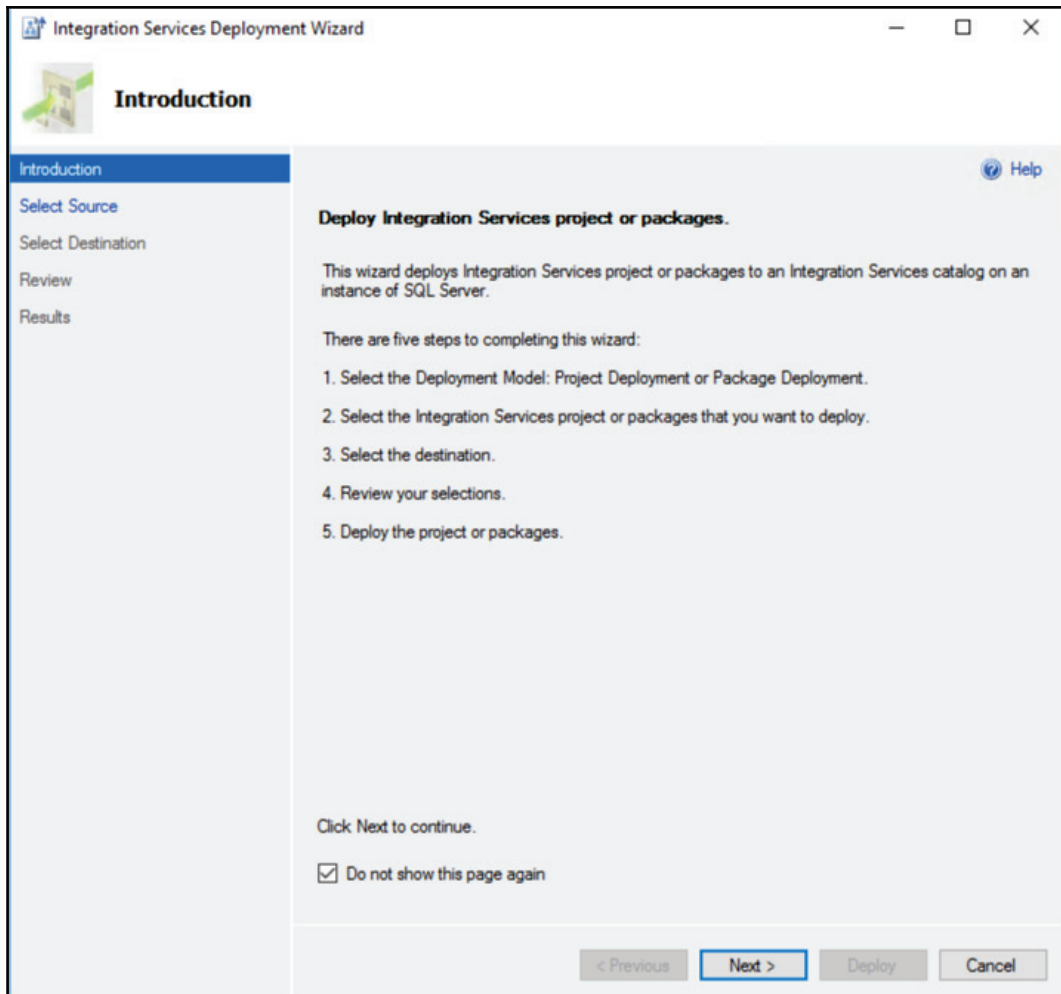 Integration Services Deployment Wizard
Introduction
Introduction
Select Source
Select Destination
Review
Results
Help
Deploy Integration Services project or packages.
This wizard deploys Integration Services project or packages to an Integration Services catalog on an
instance of SQL Server.
There are five steps to completing this wizard:
1. Select the Deployment Model: Project Deployment or Package Deployment.
2. Select the Integration Services project or packages that you want to deploy.
3. Select the destination.
4. Review your selections.
5. Deploy the project or packages.
Click Next to continue.
Do not show this page again
< Previous
Next >
Deploy
Cancel